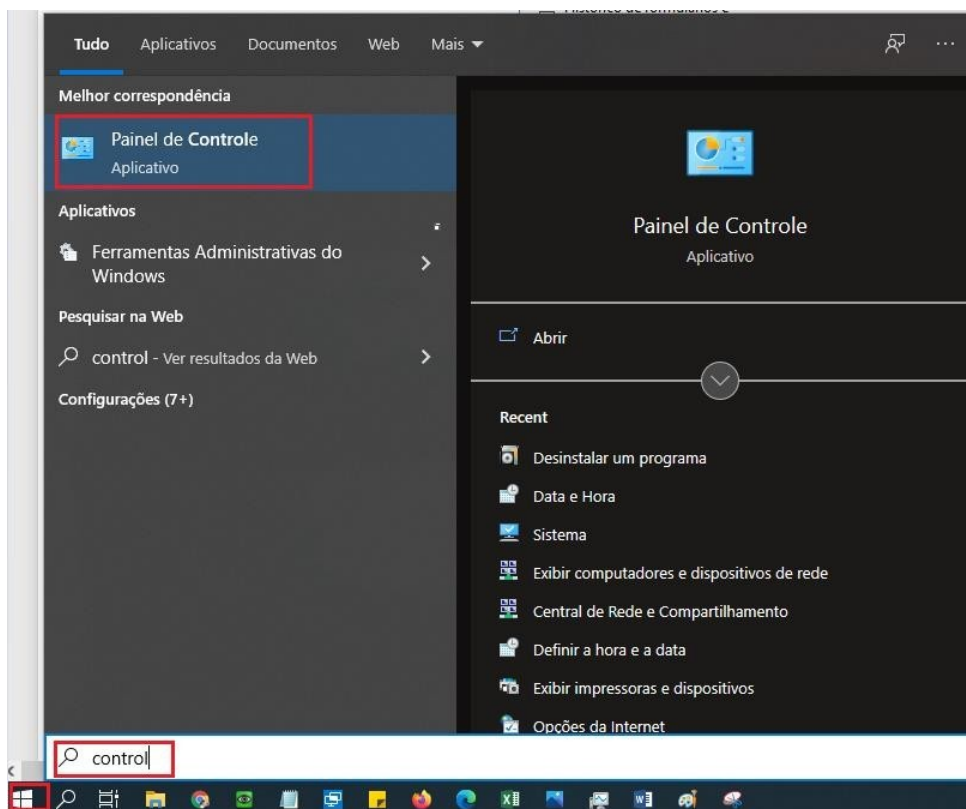 Histórico de formulários e
Tudo Aplicativos Documentos Web Mais
Melhor correspondência
Painel de Controle
Aplicativo
Aplicativos
Ferramentas Administrativas do
Windows
Pesquisar na Web
control - Ver resultados da Web
Configurações (7+)
Painel de Controle
Aplicativo
Abrir
Recent
Desinstalar um programa
Data e Hora
Sistema
Exibir computadores e dispositivos de rede
Central de Rede e Compartilhamento
Definir a hora e a data
Exibir impressoras e dispositivos
Opções da Internet
control